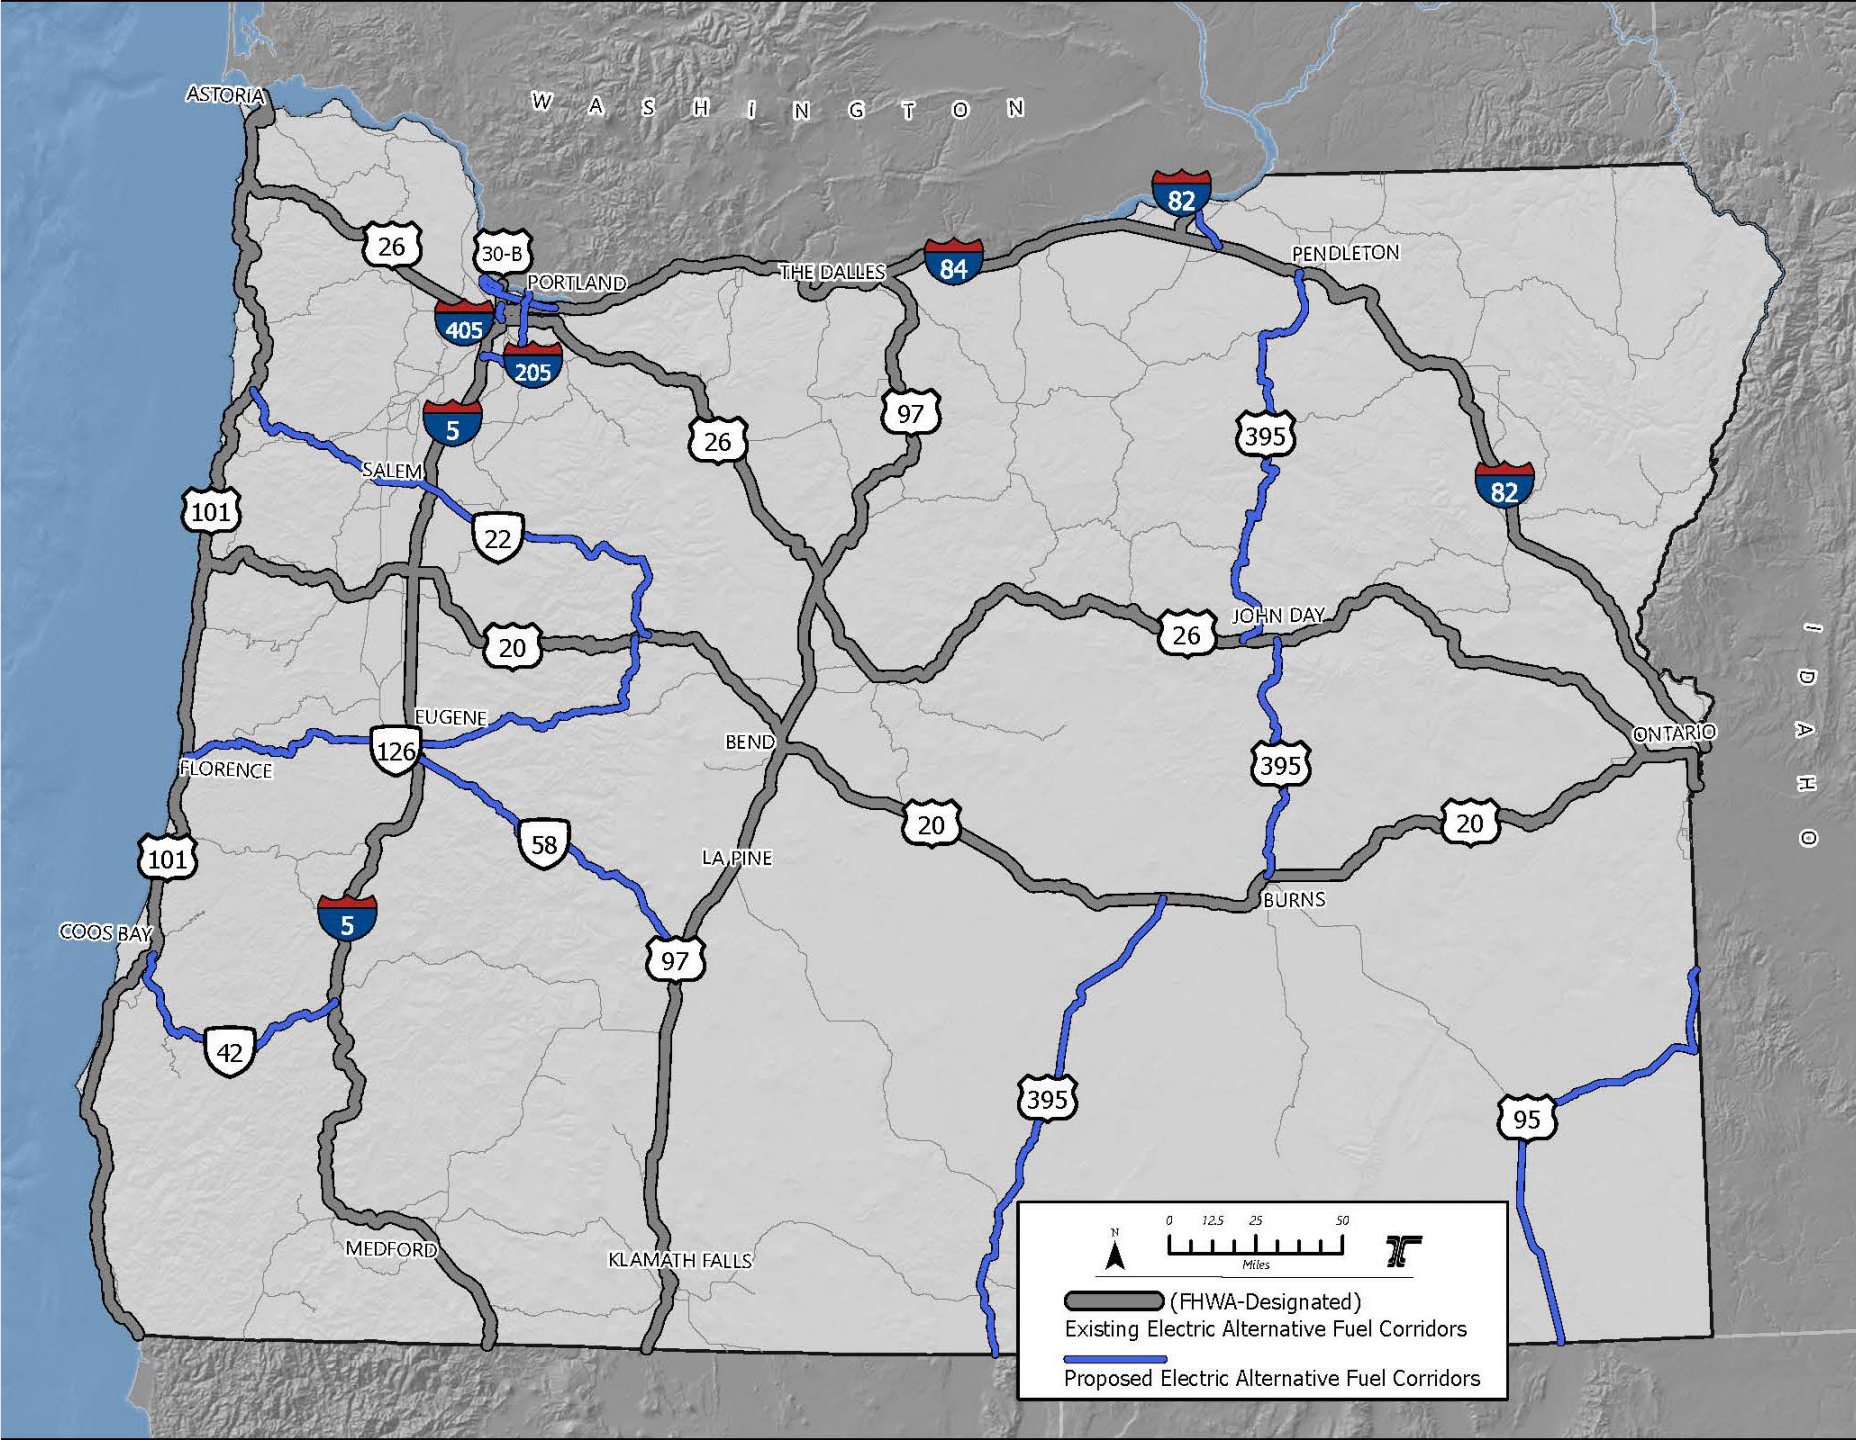 ASTORIA
W A S H I N G T O N
82
26
30-B
PORTLAND
THE DALLES
84
PENDLETON
405
205
5
26
97
395
SALEM
82
101
22
JOHN DAY
26
20
I D A H O
EUGENE
126
FLORENCE
BEND
395
ONTARIO
58
20
20
101
LA PINE
BURNS
5
COOS BAY
97
42
395
95
MEDFORD
KLAMATH FALLS
N
0 12.5 25 50
Miles
(FHWA-Designated)
Existing Electric Alternative Fuel Corridors
Proposed Electric Alternative Fuel Corridors